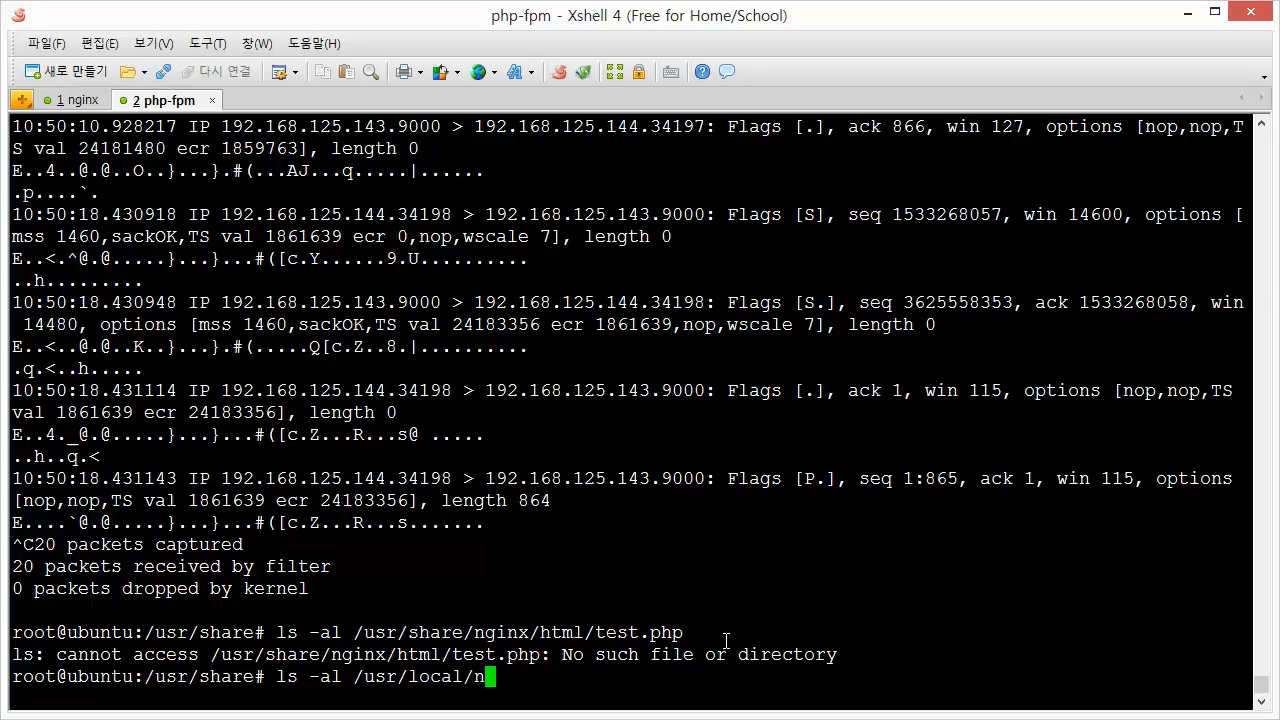 php-fpm - Xshell 4 (Free for Home/School)
파일(F) 편집(E) 보기(V) 도구(T) 창(W) 도움말(H)
새로 만들기 다시 연결
1 nginx 2 php-fpm ×
10:50:10.928217 IP 192.168.125.143.9000 > 192.168.125.144.34197: Flags [.], ack 866, win 127, options [nop,nop,T
S val 24181480 ecr 1859763], length 0
E..4..@.@..O..}...}.#(...AJ...q.....|......
.p....`.
10:50:18.430918 IP 192.168.125.144.34198 > 192.168.125.143.9000: Flags [S], seq 1533268057, win 14600, options [
mss 1460,sackOK,TS val 1861639 ecr 0,nop,wscale 7], length 0
E..<.^@.@.....}...}...#([c.Y......9.U..........
..h.........
10:50:18.430948 IP 192.168.125.143.9000 > 192.168.125.144.34198: Flags [S.], seq 3625558353, ack 1533268058, win
14480, options [mss 1460,sackOK,TS val 24183356 ecr 1861639,nop,wscale 7], length 0
E..<..@.@..K..}...}.#(.....Q[c.Z..8.|..........
.q.<..h.....
10:50:18.431114 IP 192.168.125.144.34198 > 192.168.125.143.9000: Flags [.], ack 1, win 115, options [nop,nop,TS
val 1861639 ecr 24183356], length 0
E..4._@.@.....}...}...#([c.Z...R...s@ .....
..h..q.<
10:50:18.431143 IP 192.168.125.144.34198 > 192.168.125.143.9000: Flags [P.], seq 1:865, ack 1, win 115, options
[nop,nop,TS val 1861639 ecr 24183356], length 864
E....`@.@.....}...}...#([c.Z...R...s.......
^C20 packets captured
20 packets received by filter
0 packets dropped by kernel
root@ubuntu:/usr/share# ls -al /usr/share/nginx/html/test.php
ls: cannot access /usr/share/nginx/html/test.php: No such file or directory
root@ubuntu:/usr/share# ls -al /usr/local/n